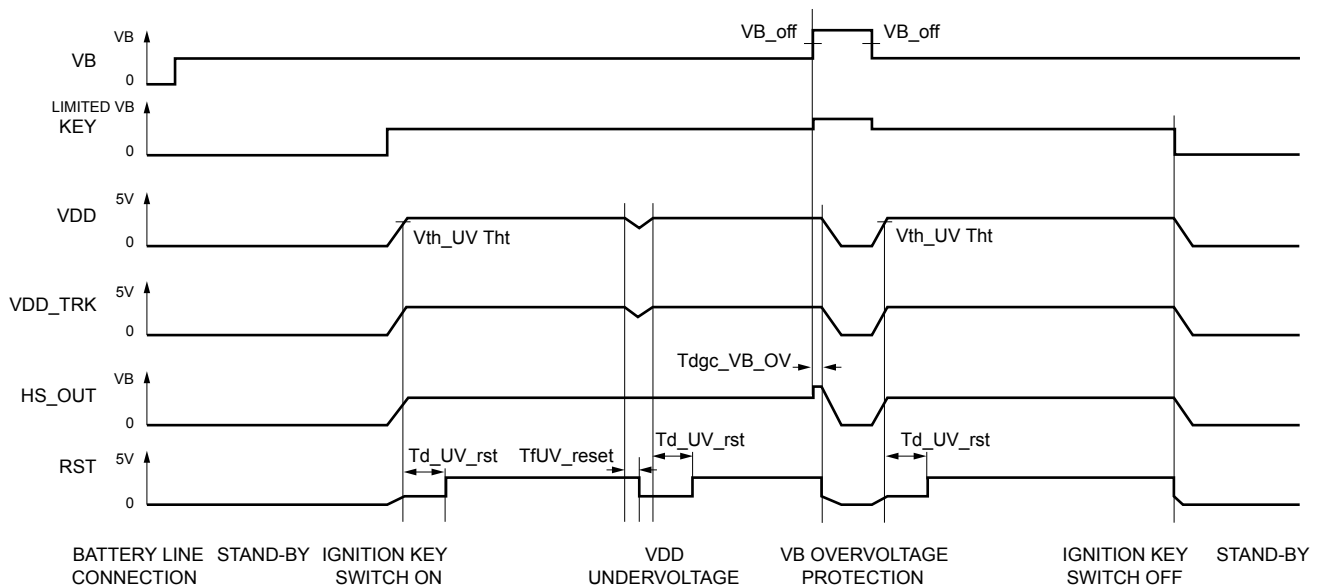 VB
VB_off
VB_off
VB
0
LIMITED VB
KEY
0
5V
VDD
Vth_UV Tht
Vth_UV Tht
0
5V
VDD_TRK
0
Tdgc_VB_OV
VB
HS_OUT
0
5V
RST
Td_UV_rst
TfUV_reset
Td_UV_rst
Td_UV_rst
0
BATTERY LINE
CONNECTION
STAND-BY
IGNITION KEY
SWITCH ON
VDD
UNDERVOLTAGE
VB OVERVOLTAGE
PROTECTION
IGNITION KEY
SWITCH OFF
STAND-BY